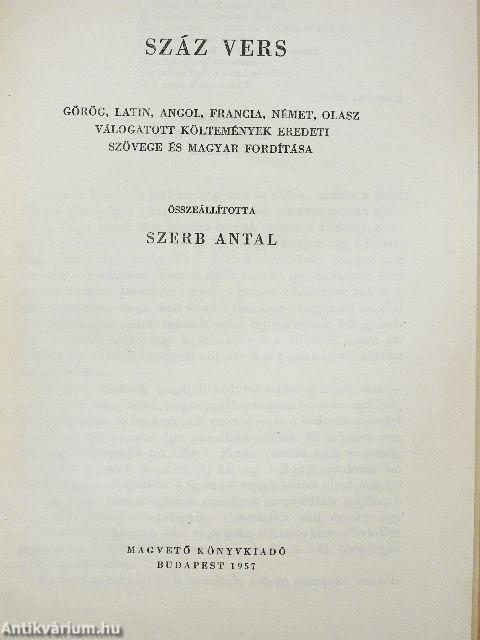 SZÁZ VERS
GÖRÖG, LATIN, ANGOL, FRANCIA, NÉMET, OLASZ
VÁLOGATOTT KÖLTEMÉNYEK EREDETI
SZÖVEGE ÉS MAGYAR FORDÍTÁSA
ÖSSZEÁLLÍTOTTA
SZERB ANTAL
MAGVETŐ KÖNYVKIADÓ
BUDAPEST 1957
Antikvárium.hu